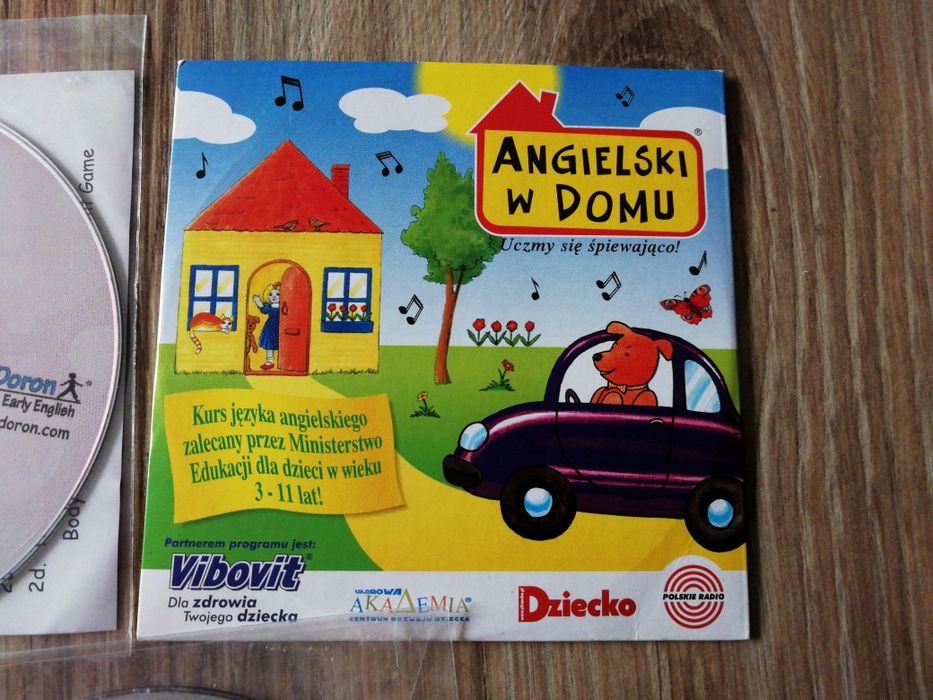 ANGIELSKI
W DOMU
®
Uczmy się śpiewająco!
Kurs języka angielskiego
zalecany przez Ministerstwo
Edukacji dla dzieci w wieku
3 - 11 lat!
Partnerem programu jest:
Vibovit®
Dla zdrowia
Twojego dziecka
KOLOROWA
AKADEMIA®
CENTRUM ROZWOJU DZIECKA
Dziecko
POLSKIE RADIO
Doron®
Early English
doron.com
Game
Body
2d.